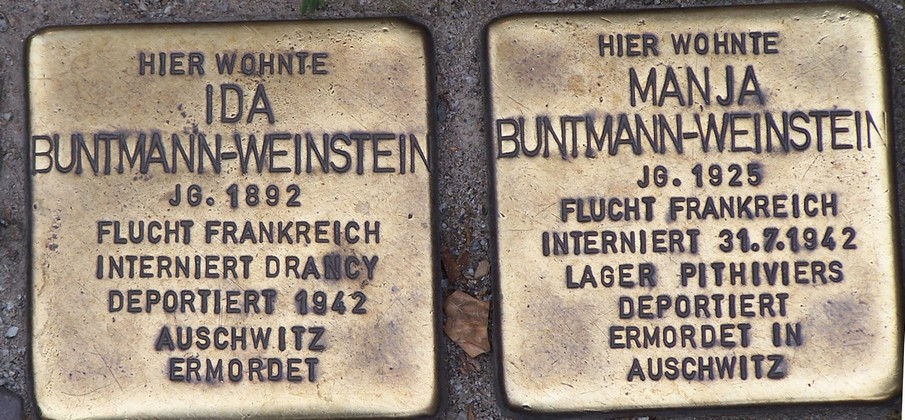 HIER WOHNTE
IDA
BUNTMANN-WEINSTEIN
JG. 1892
FLUCHT FRANKREICH
INTERNIERT DRANCY
DEPORTIERT 1942
AUSCHWITZ
ERMORDET
HIER WOHNTE
MANJA
BUNTMANN-WEINSTEIN
JG. 1925
FLUCHT FRANKREICH
INTERNIERT 31.7.1942
LAGER PITHIVIERS
DEPORTIERT
ERMORDET IN
AUSCHWITZ